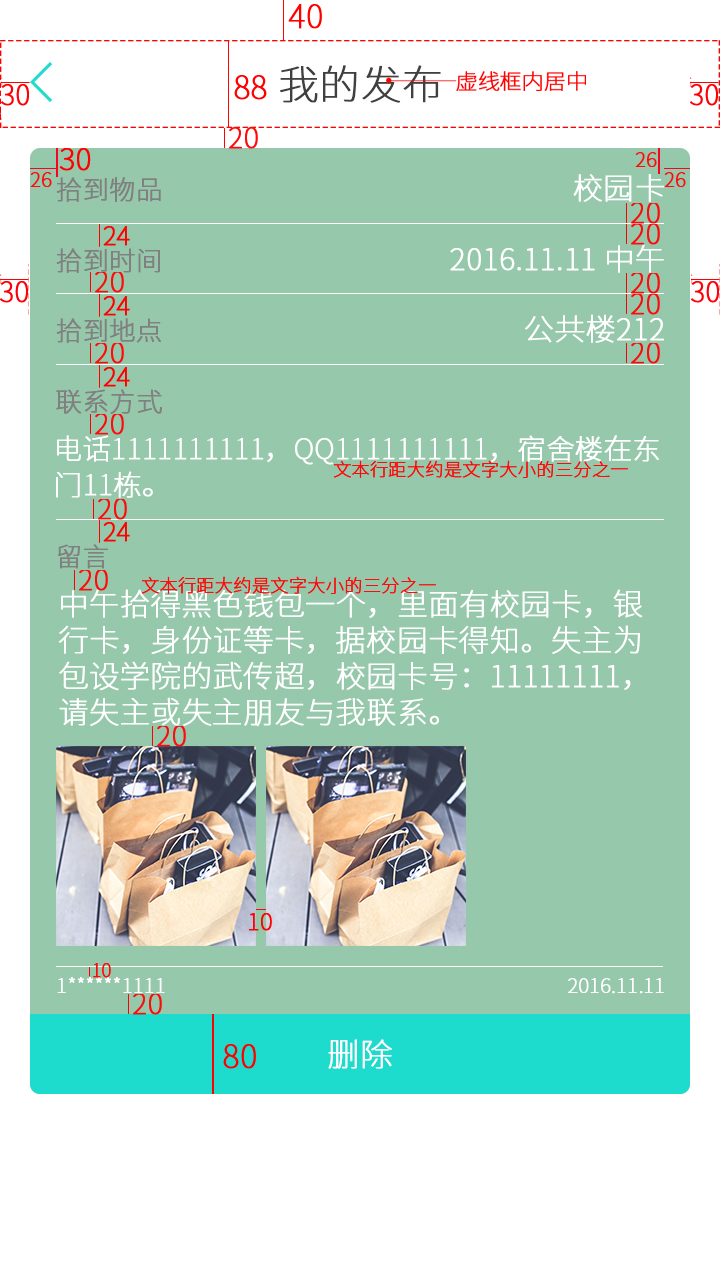 40
30 88 我的发布 虚线框内居中 30
20
30 26
26 拾到物品 校园卡 26
20
24 20
拾到时间 2016.11.11 中午
30 20 20 30
24 20
拾到地点 公共楼212
20 20
24
联系方式
20
电话1111111111，QQ1111111111，宿舍楼在东
文本行距大约是文字大小的三分之一
门11栋。
20
24
留言
20 文本行距大约是文字大小的三分之一
中午拾得黑色钱包一个，里面有校园卡，银
行卡，身份证等卡，据校园卡得知。失主为
包设学院的武传超，校园卡号：11111111，
请失主或失主朋友与我联系。
20
10
10
1******1111 2016.11.11
20
80 删除